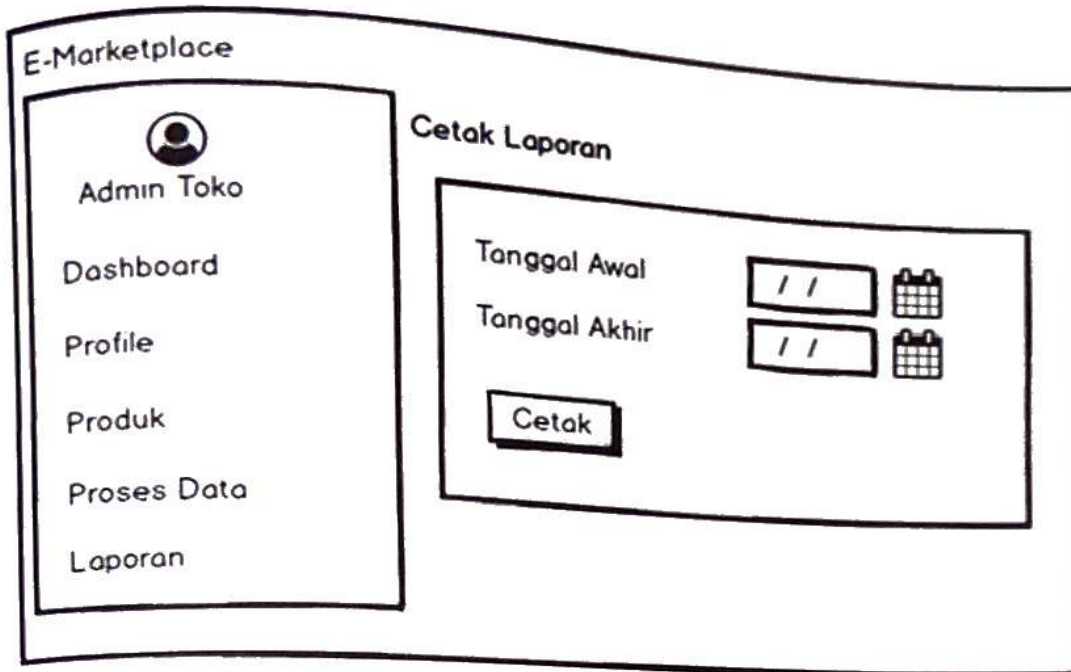 E-Marketplace
Admin Toko
Dashboard
Profile
Produk
Proses Data
Laporan
Cetak Laporan
Tanggal Awal / /
Tanggal Akhir / /
Cetak